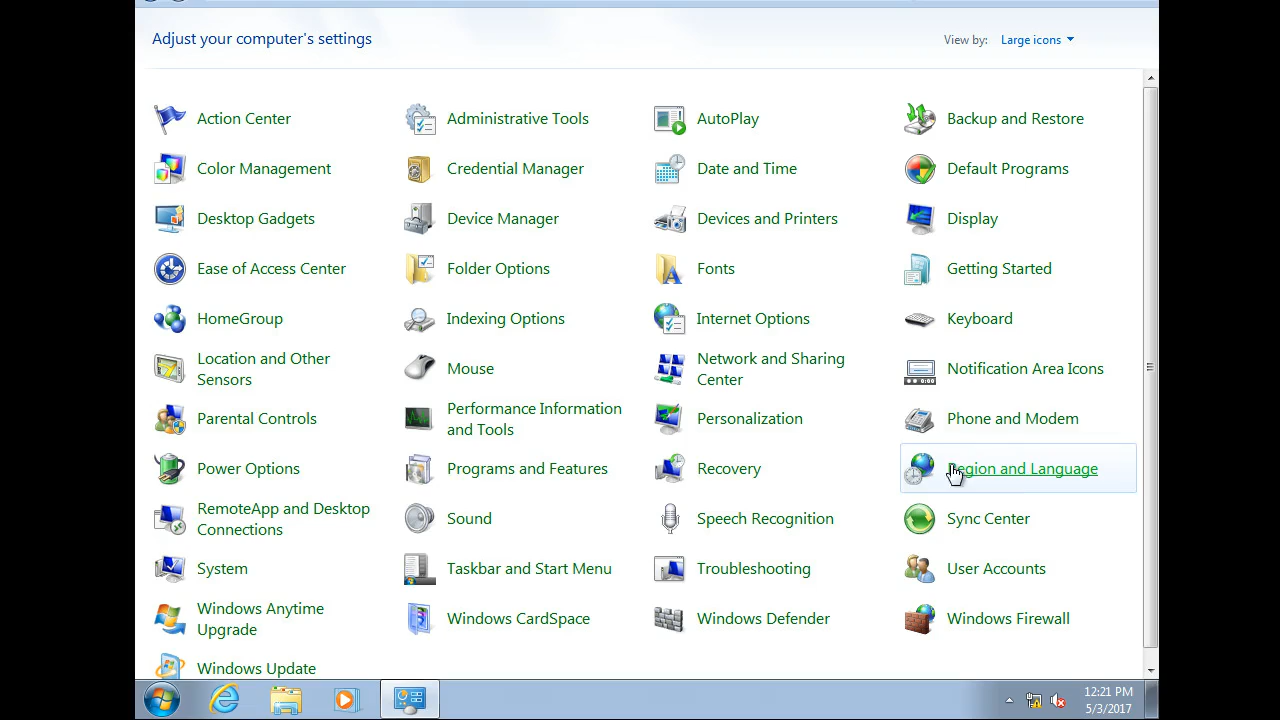 Adjust your computer's settings
View by: Large icons
Action Center
Administrative Tools
AutoPlay
Backup and Restore
Color Management
Credential Manager
Date and Time
Default Programs
Desktop Gadgets
Device Manager
Devices and Printers
Display
Ease of Access Center
Folder Options
Fonts
Getting Started
HomeGroup
Indexing Options
Internet Options
Keyboard
Location and Other
Sensors
Mouse
Network and Sharing
Center
Notification Area Icons
Parental Controls
Performance Information
and Tools
Personalization
Phone and Modem
Power Options
Programs and Features
Recovery
Region and Language
RemoteApp and Desktop
Connections
Sound
Speech Recognition
Sync Center
System
Taskbar and Start Menu
Troubleshooting
User Accounts
Windows Anytime
Upgrade
Windows CardSpace
Windows Defender
Windows Firewall
Windows Update
12:21 PM
5/3/2017